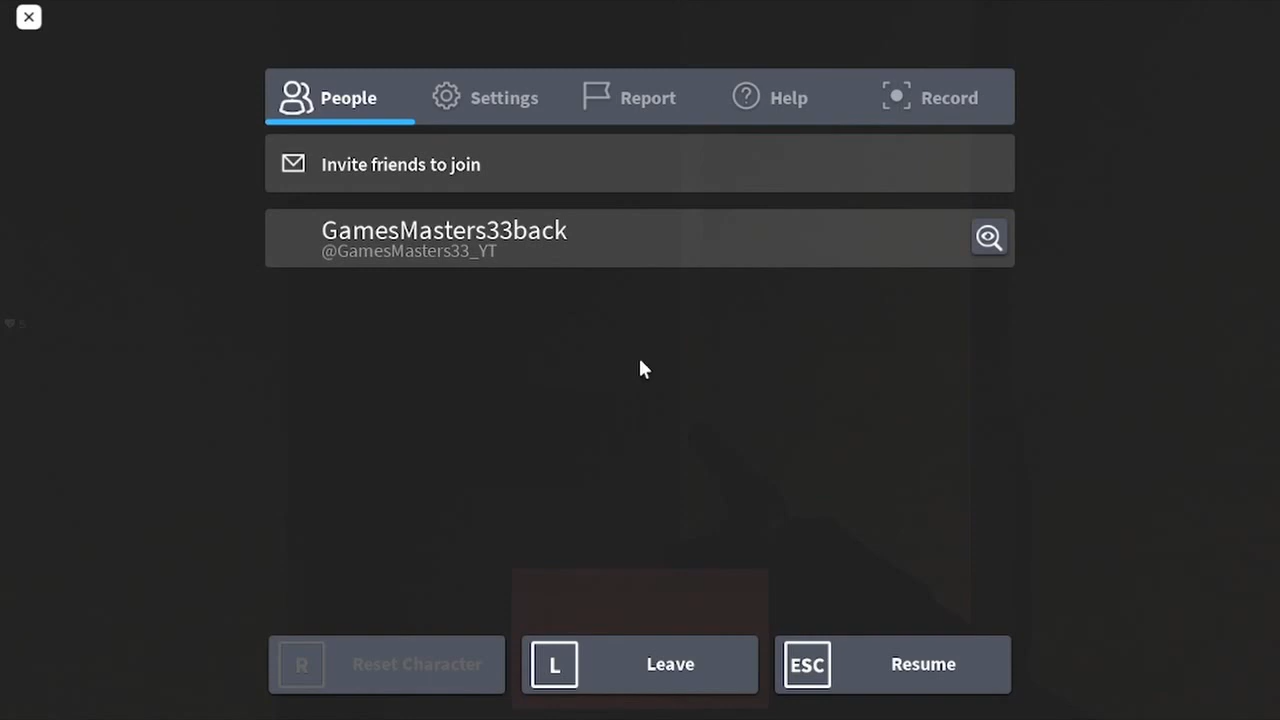 People
Settings
Report
Help
Record
Invite friends to join
GamesMasters33back
@GamesMasters33_YT
R
Reset Character
L
Leave
ESC
Resume